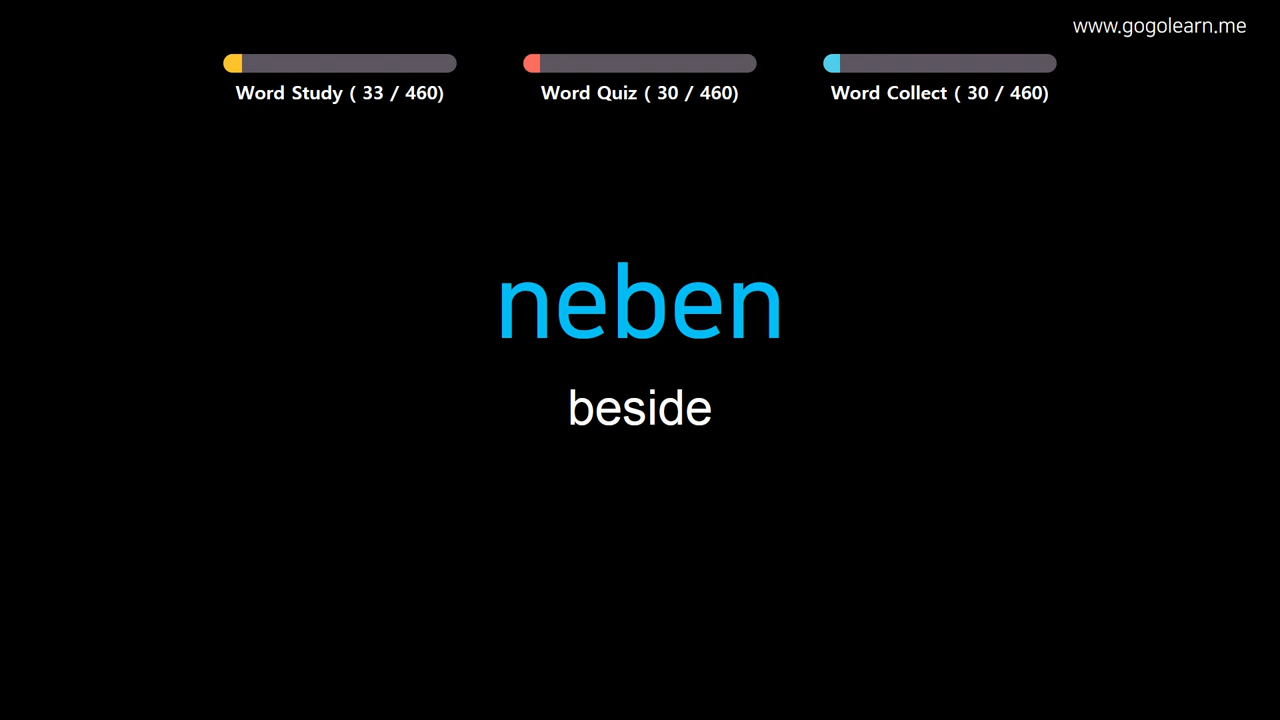 www.gogolearn.me
Word Study ( 33 / 460)
Word Quiz ( 30 / 460)
Word Collect ( 30 / 460)
neben
beside